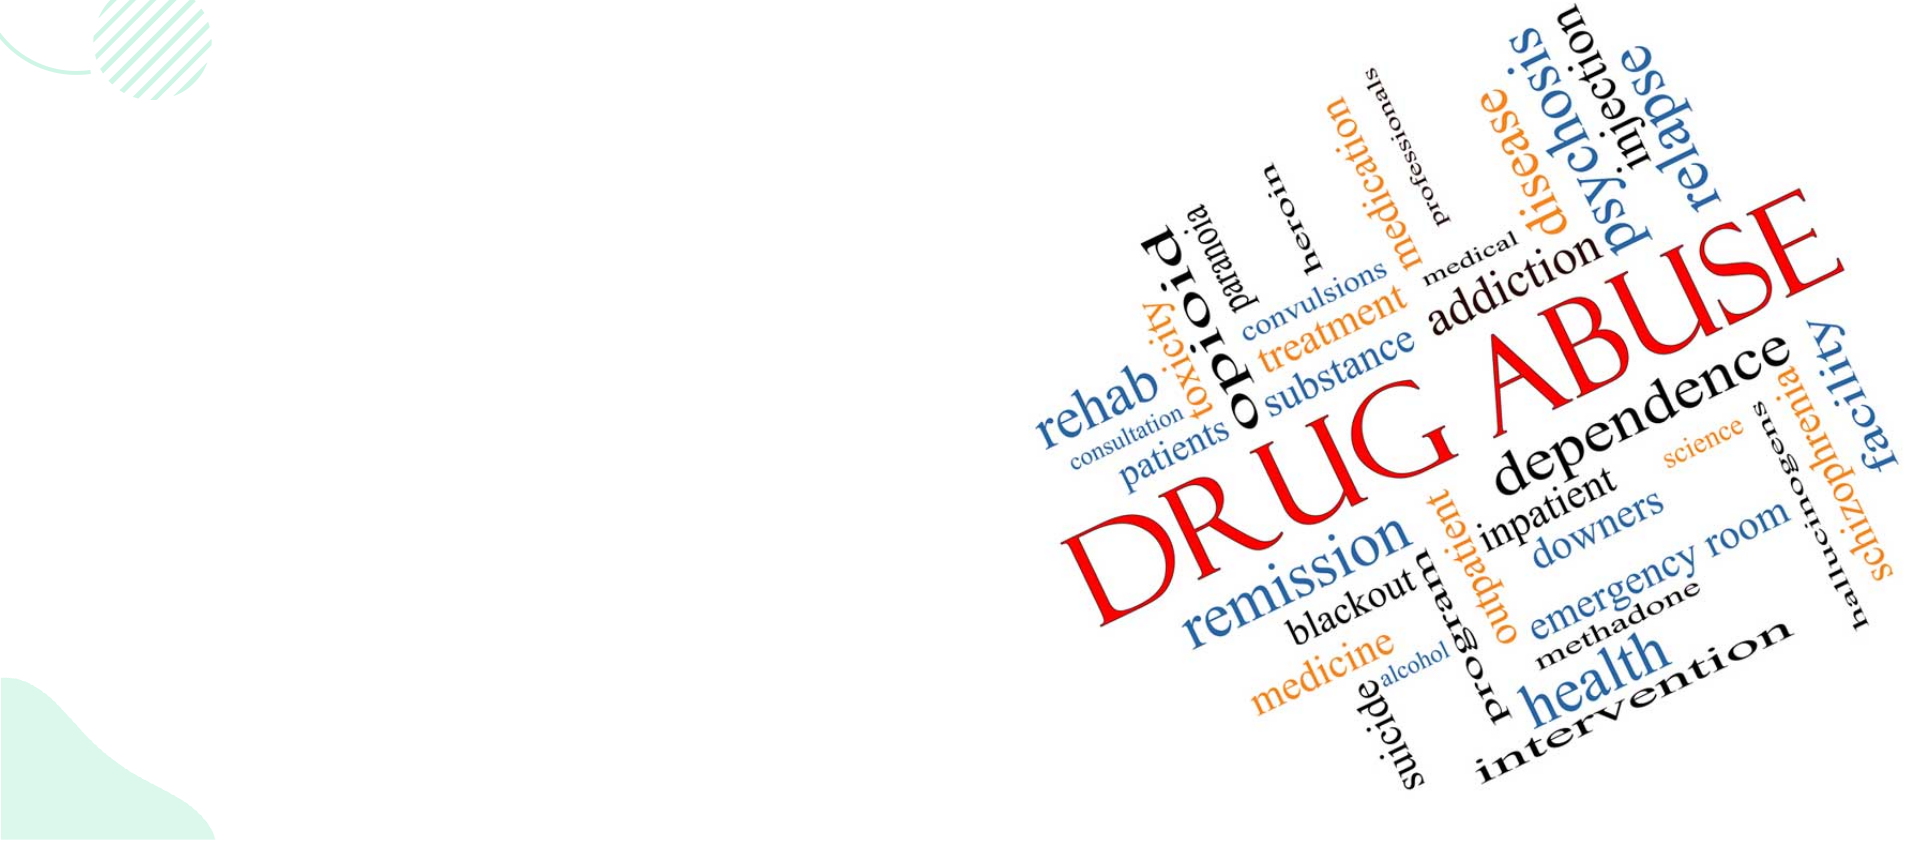 injection
relapse
psychosis
disease
professionals
medication
heroin
paranoia
opioid
toxicity
convulsions
medical
treatment
addiction
substance
rehab
consultation
patients
DRUG ABUSE
dependence
facility
schizophrenia
hallucinogens
science
inpatient
downers
outpatient
remission
blackout
program
emergency room
methadone
medicine
alcohol
health
suicide
intervention